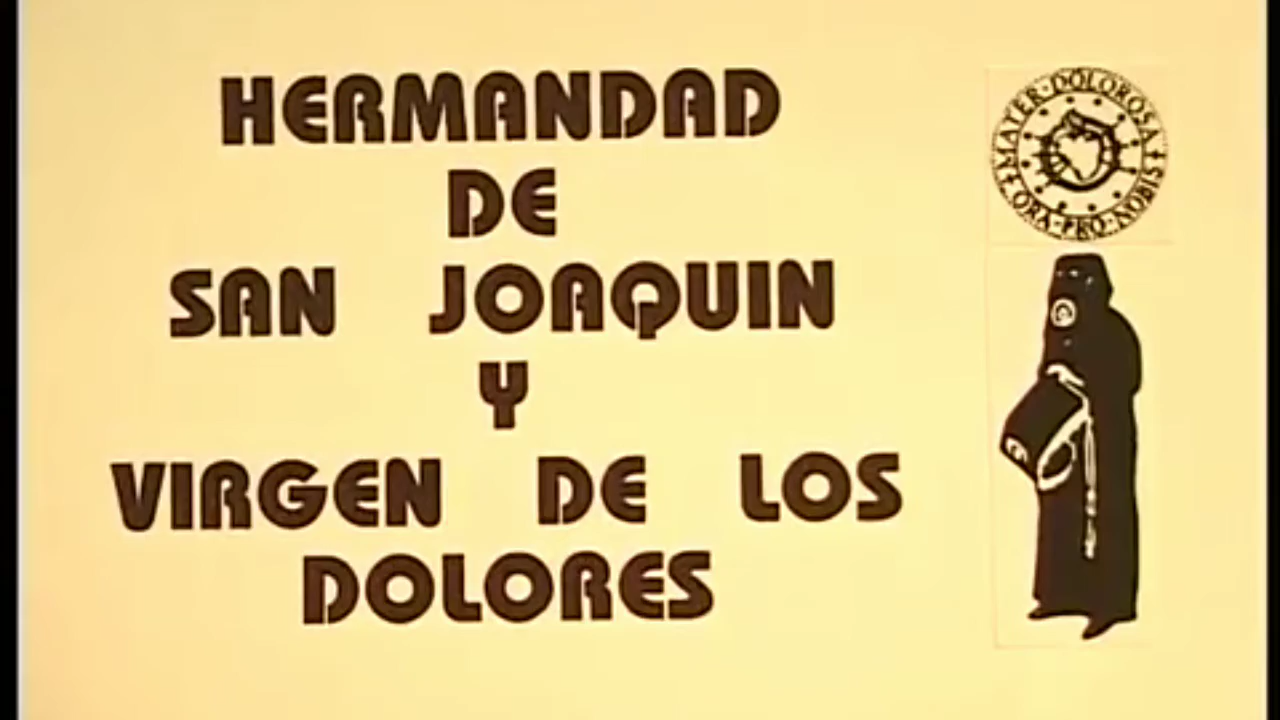 HERMANDAD
DE
SAN JOAQUIN
Y
VIRGEN DE LOS
DOLORES
MATER·DOLOROSA
ORA·PRO·NOBIS